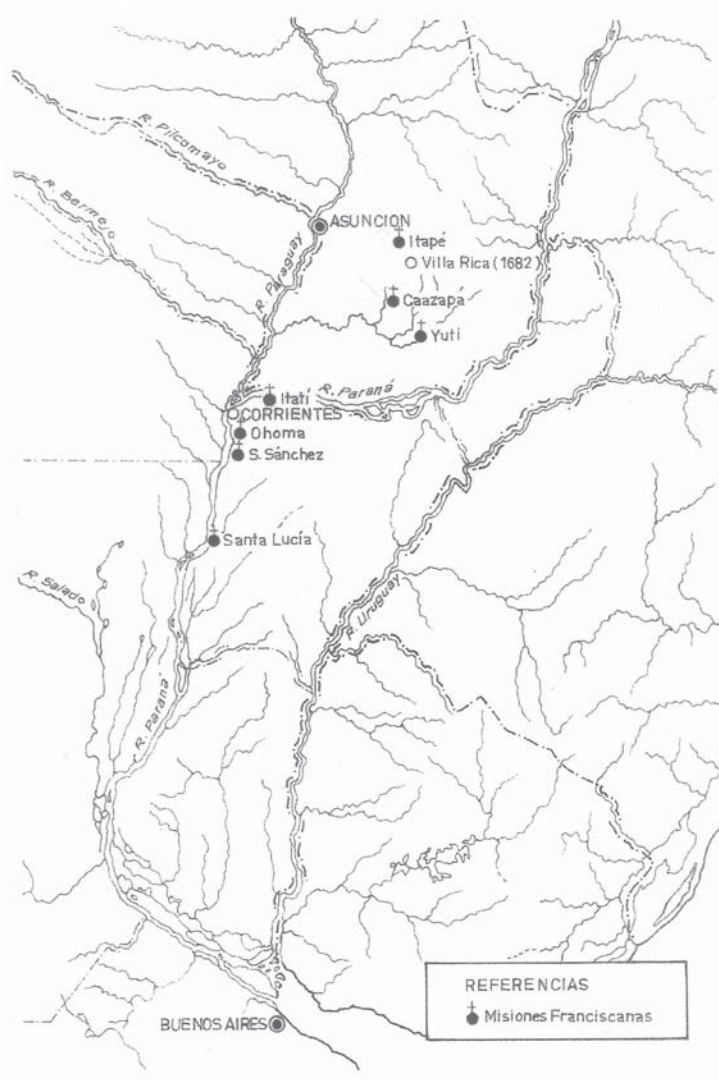 R. Pilcomayo
R. Bermejo
ASUNCION
Itapé
Villa Rica (1682)
R. Paraguay
Caazapá
Yutí
Itatí
R. Paraná
CORRIENTES
Ohoma
S. Sánchez
Santa Lucía
R. Salado
R. Uruguay
R. Paraná
BUENOS AIRES
REFERENCIAS
Misiones Franciscanas